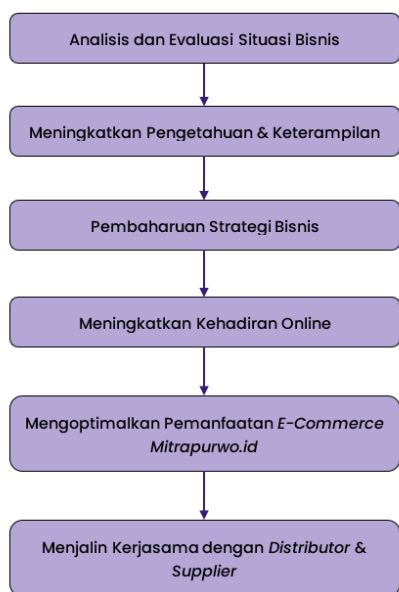 Analisis dan Evaluasi Situasi Bisnis
Meningkatkan Pengetahuan & Keterampilan
Pembaharuan Strategi Bisnis
Meningkatkan Kehadiran Online
Mengoptimalkan Pemanfaatan E-Commerce
Mitrapurwo.id
Menjalin Kerjasama dengan Distributor &
Supplier